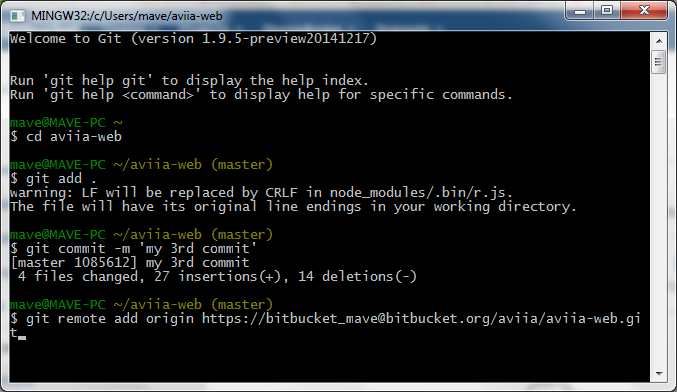 MINGW32:/c/Users/mave/aviia-web
Welcome to Git (version 1.9.5-preview20141217)
Run 'git help git' to display the help index.
Run 'git help <command>' to display help for specific commands.
mave@MAVE-PC ~
$ cd aviia-web
mave@MAVE-PC ~/aviia-web (master)
$ git add .
warning: LF will be replaced by CRLF in node_modules/.bin/r.js.
The file will have its original line endings in your working directory.
mave@MAVE-PC ~/aviia-web (master)
$ git commit -m 'my 3rd commit'
[master 1085612] my 3rd commit
 4 files changed, 27 insertions(+), 14 deletions(-)
mave@MAVE-PC ~/aviia-web (master)
$ git remote add origin https://bitbucket_mave@bitbucket.org/aviia/aviia-web.gi
t